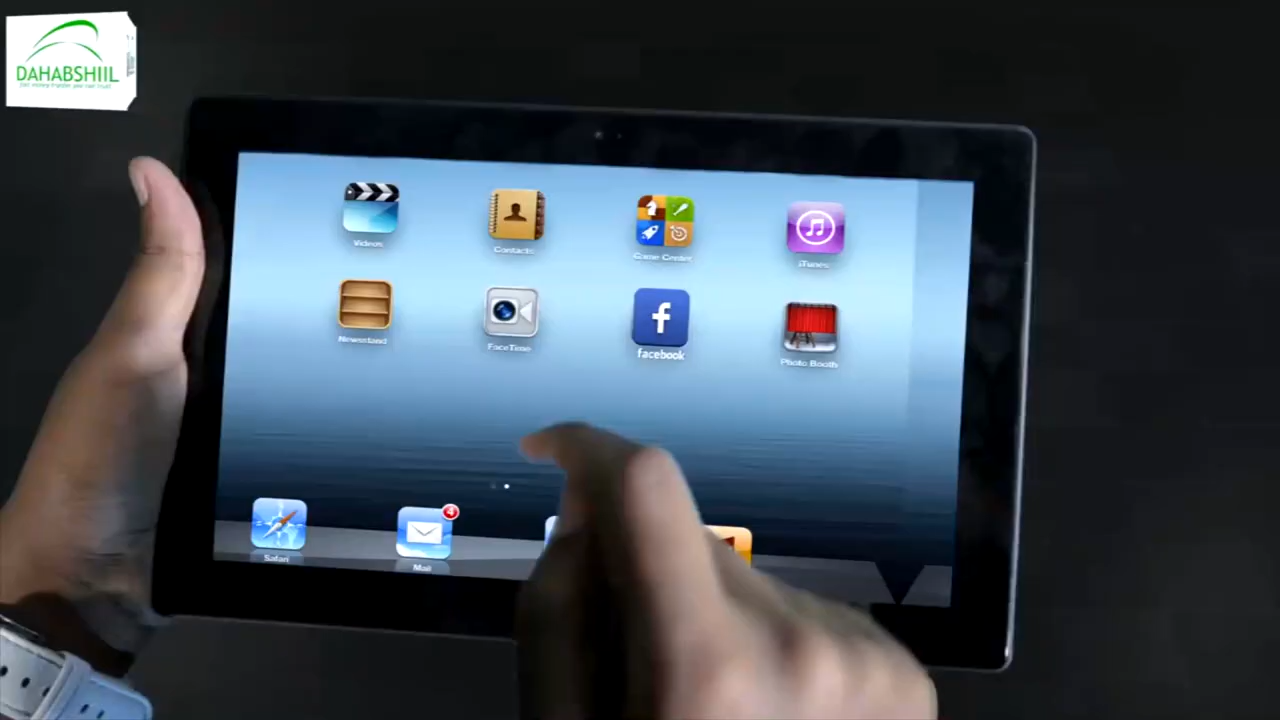 DAHABSHIIL
Videos
Contacts
Game Center
iTunes
Newsstand
FaceTime
facebook
Photo Booth
4
Safari
Mail